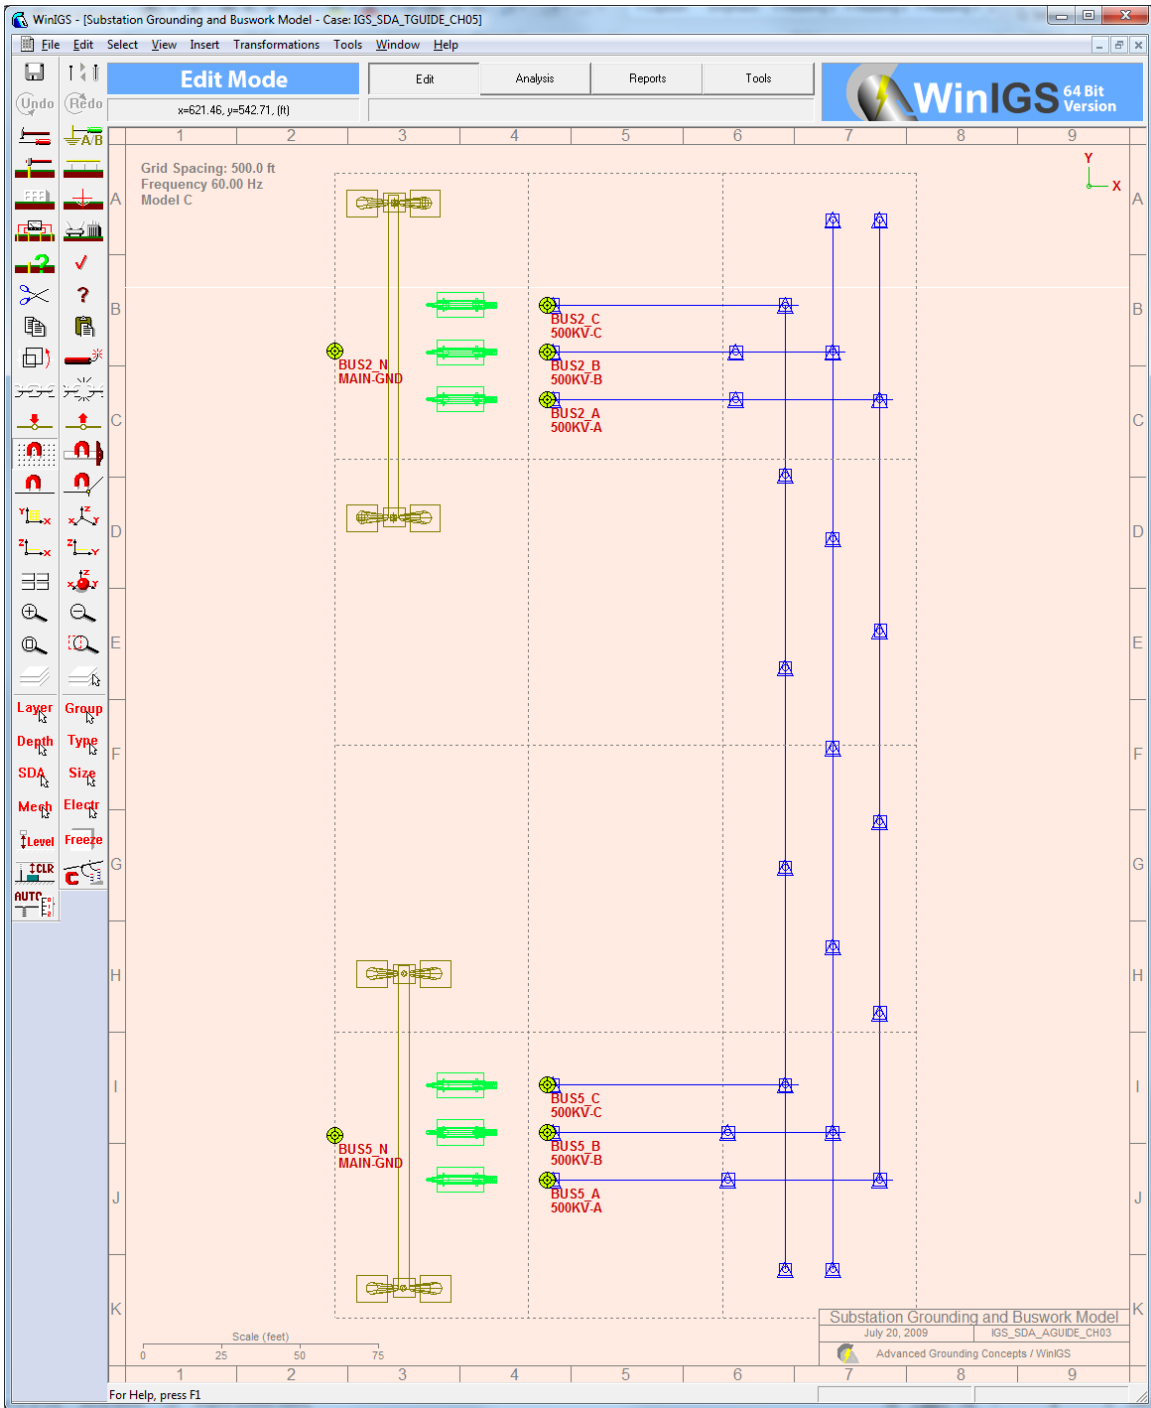 WinIGS - [Substation Grounding and Buswork Model - Case: IGS_SDA_TGUIDE_CH05]
File Edit Select View Insert Transformations Tools Window Help
Undo Redo
Edit Mode
x=621.46, y=542.71, (ft)
Edit Analysis Reports Tools
WinIGS 64 Bit
Version
A/B
1 2 3 4 5 6 7 8 9
Grid Spacing: 500.0 ft
Frequency 60.00 Hz
Model C
Y
X
A A
B B
BUS2_C
500KV-C
BUS2_N
MAIN-GND
BUS2_B
500KV-B
BUS2_A
500KV-A
C C
D D
E E
F F
G G
H H
Layer Group
Depth Type
SDA Size
Mech Electr
Level Freeze
CLR
AUTO
I I
BUS5_C
500KV-C
BUS5_N
MAIN-GND
BUS5_B
500KV-B
BUS5_A
500KV-A
J J
K K
Scale (feet)
0 25 50 75
Substation Grounding and Buswork Model
July 20, 2009 IGS_SDA_AGUIDE_CH03
Advanced Grounding Concepts / WinIGS
1 2 3 4 5 6 7 8 9
For Help, press F1